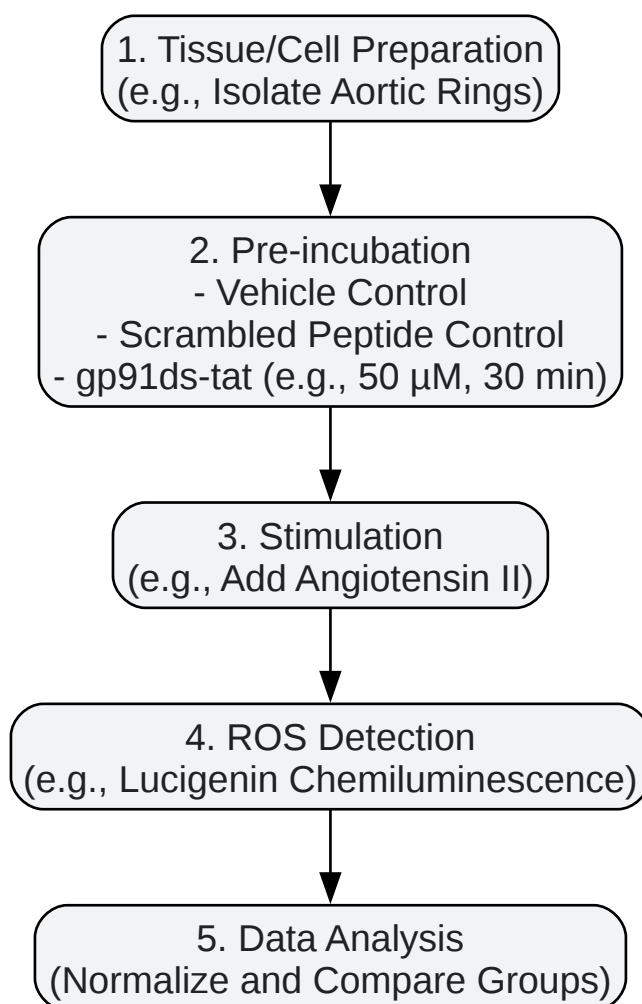 1. Tissue/Cell Preparation
(e.g., Isolate Aortic Rings)
2. Pre-incubation
- Vehicle Control
- Scrambled Peptide Control
- gp91ds-tat (e.g., 50 µM, 30 min)
3. Stimulation
(e.g., Add Angiotensin II)
4. ROS Detection
(e.g., Lucigenin Chemiluminescence)
5. Data Analysis
(Normalize and Compare Groups)